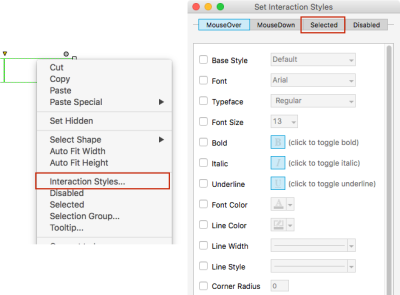 Cut
Copy
Paste
Paste Special
Set Hidden
Select Shape
Auto Fit Width
Auto Fit Height
Interaction Styles...
Disabled
Selected
Selection Group...
Tooltip...
Set Interaction Styles
MouseOver MouseDown Selected Disabled
Base Style Default
Font Arial
Typeface Regular
Font Size 13
Bold B (click to toggle bold)
Italic I (click to toggle italic)
Underline U (click to toggle underline)
Font Color A
Line Color
Line Width
Line Style
Corner Radius 0